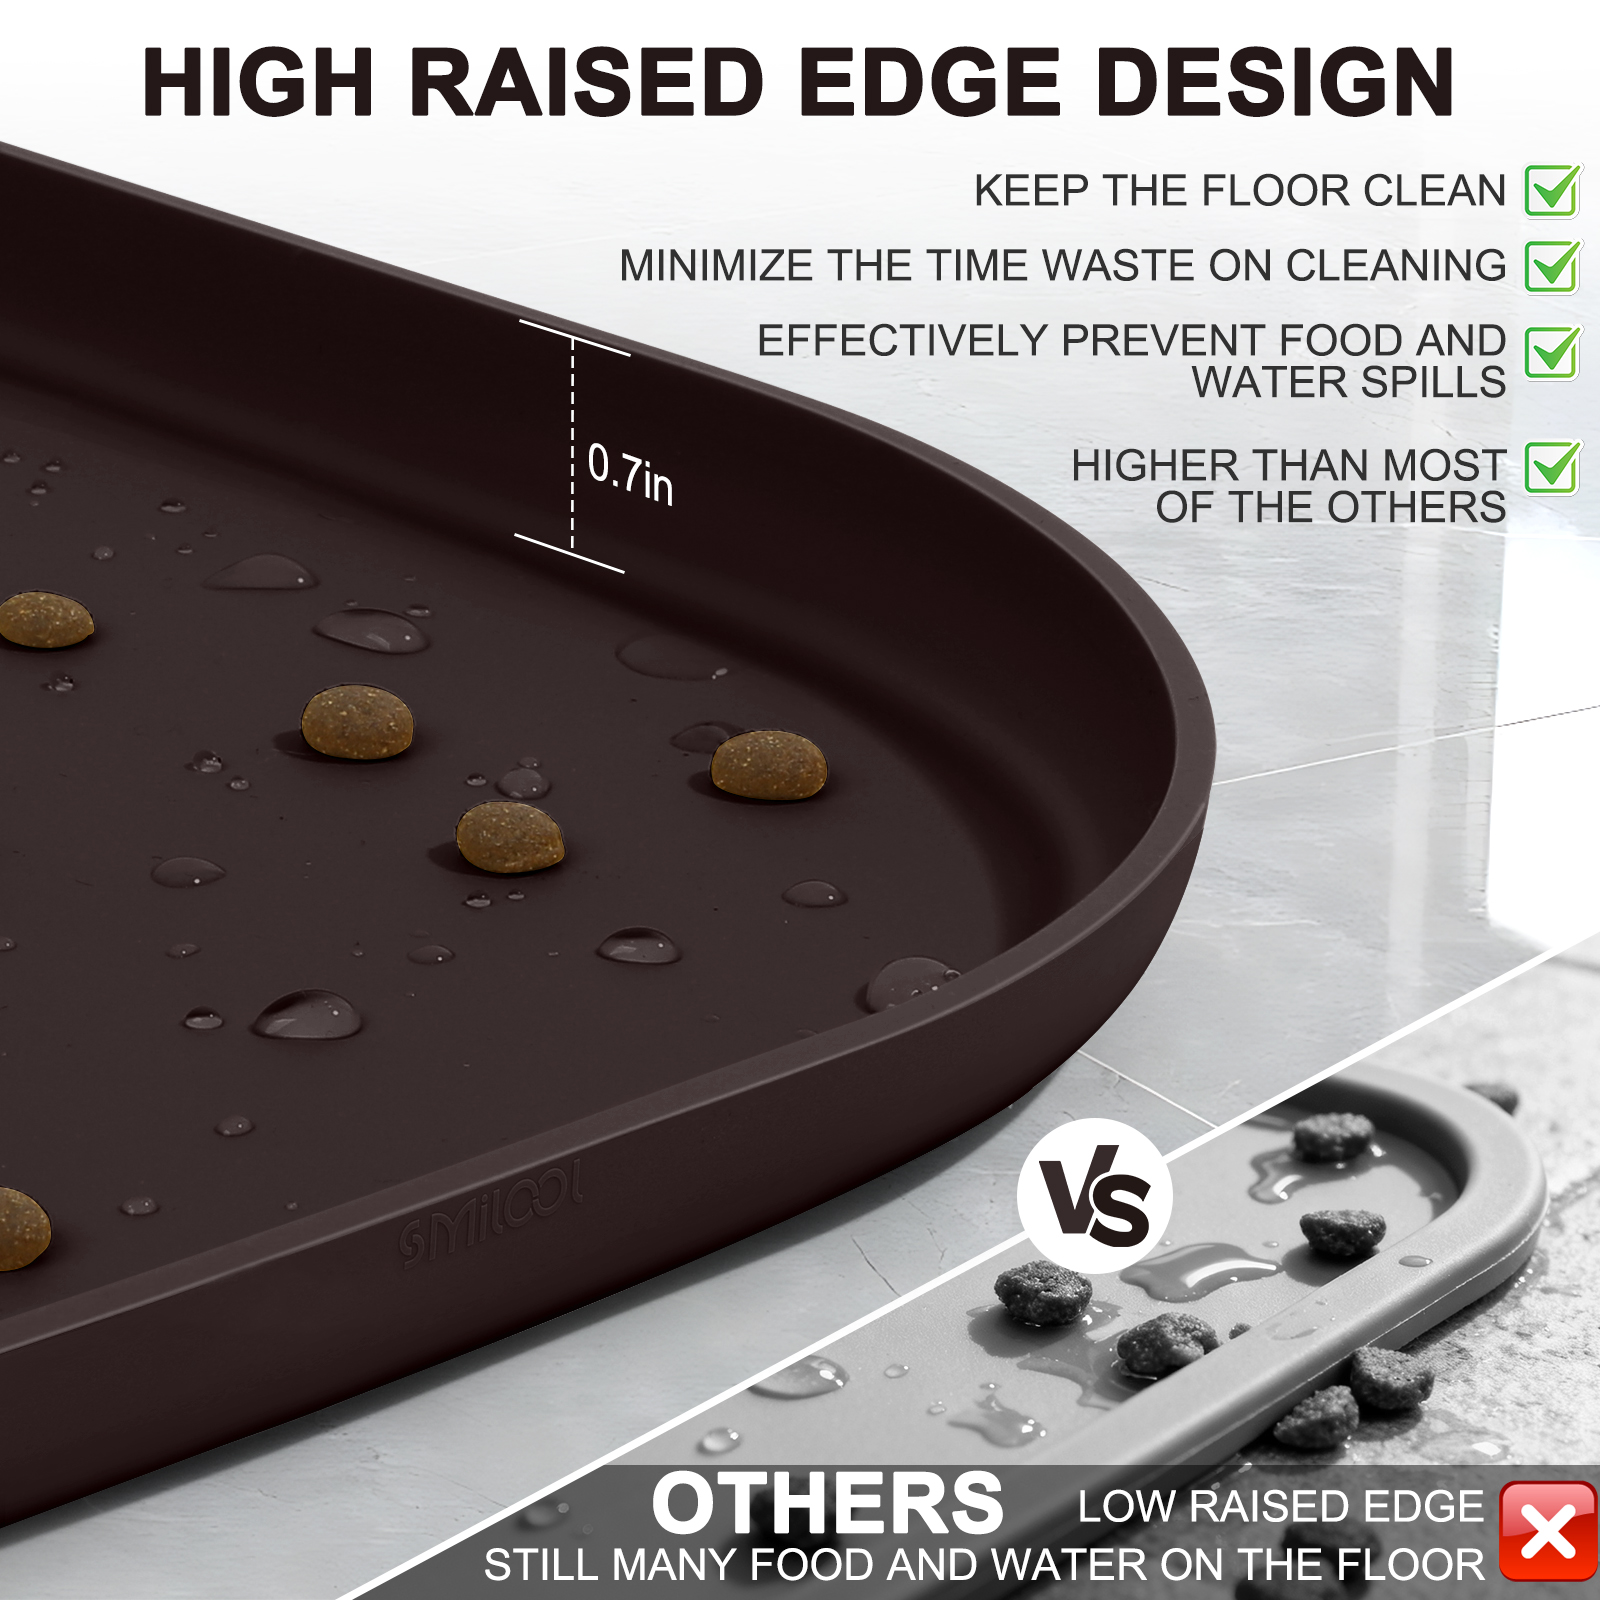 HIGH RAISED EDGE DESIGN
KEEP THE FLOOR CLEAN
MINIMIZE THE TIME WASTE ON CLEANING
EFFECTIVELY PREVENT FOOD AND
WATER SPILLS
HIGHER THAN MOST
OF THE OTHERS
0.7in
SMilOOl
VS
OTHERS
LOW RAISED EDGE
STILL MANY FOOD AND WATER ON THE FLOOR